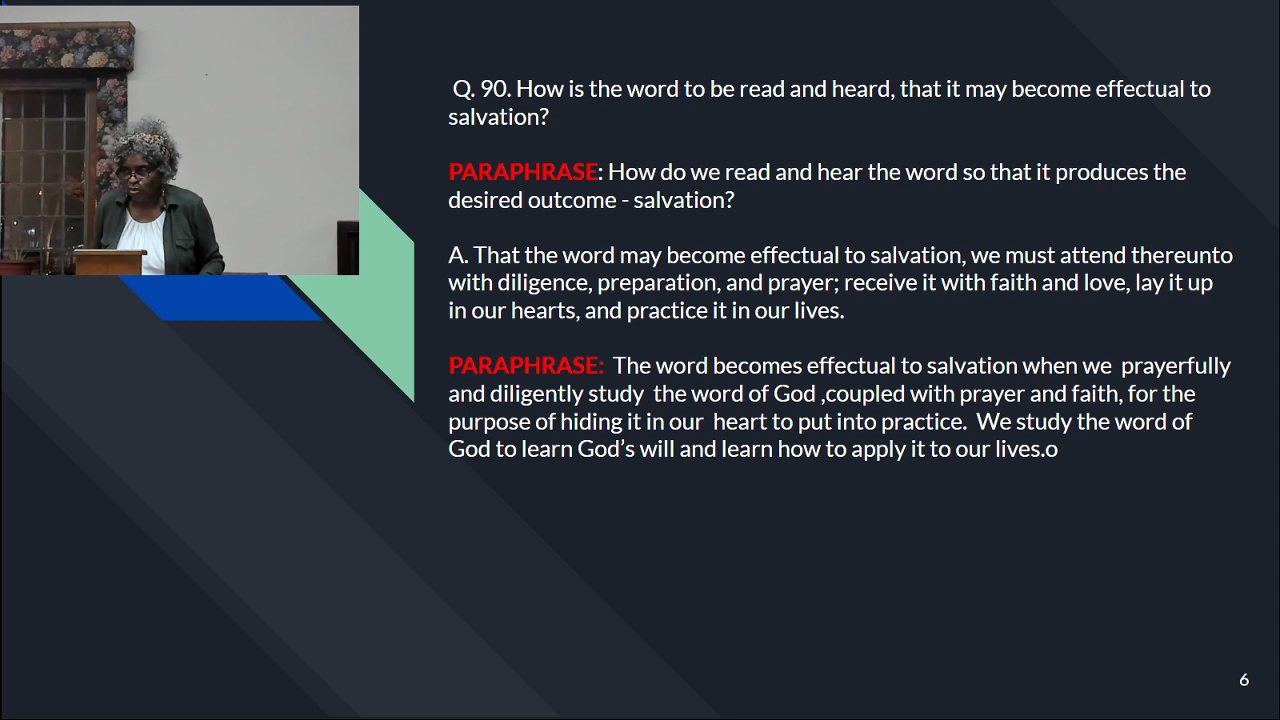 Q. 90. How is the word to be read and heard, that it may become effectual to
salvation?
PARAPHRASE: How do we read and hear the word so that it produces the
desired outcome - salvation?
A. That the word may become effectual to salvation, we must attend thereunto
with diligence, preparation, and prayer; receive it with faith and love, lay it up
in our hearts, and practice it in our lives.
PARAPHRASE:  The word becomes effectual to salvation when we  prayerfully
and diligently study  the word of God ,coupled with prayer and faith, for the
purpose of hiding it in our  heart to put into practice.  We study the word of
God to learn God’s will and learn how to apply it to our lives.o
6